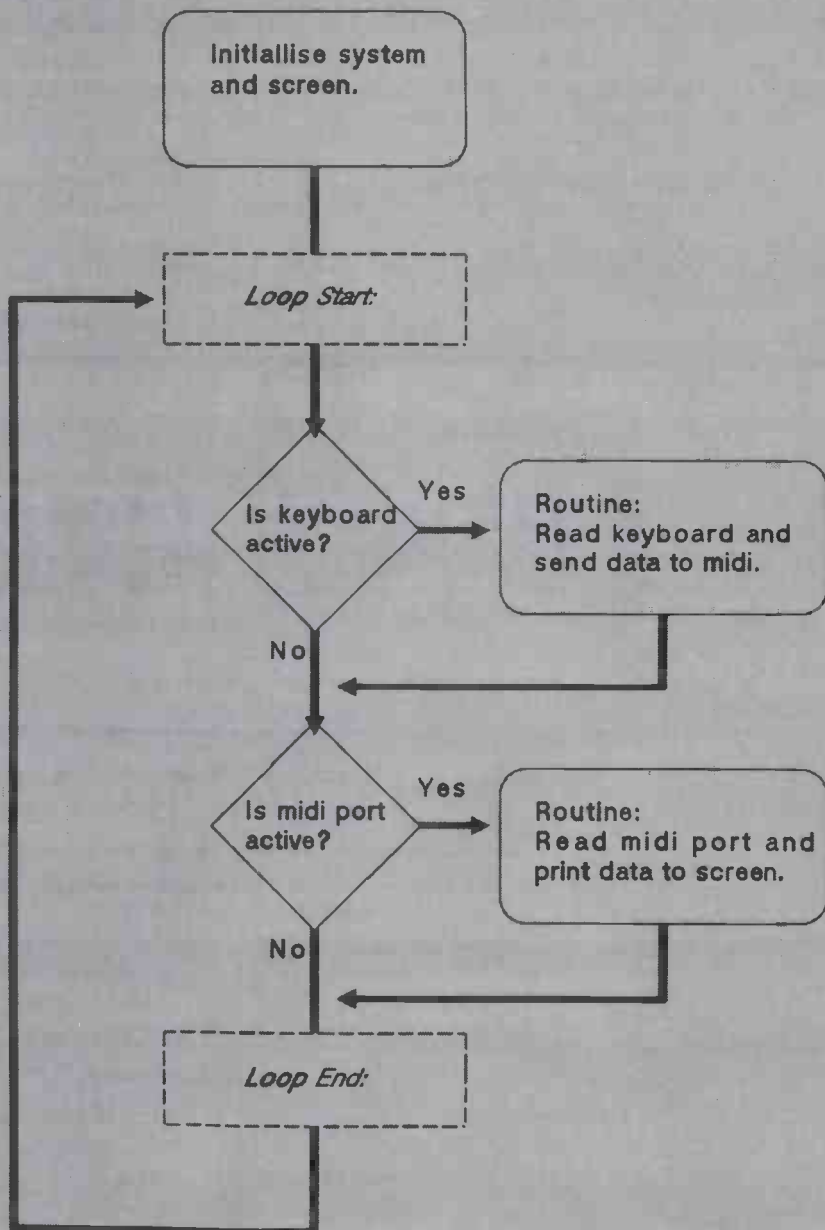 Initiallise system
and screen.
Loop Start:
Is keyboard
active?
Yes
Routine:
Read keyboard and
send data to midi.
No
Is midi port
active?
Yes
Routine:
Read midi port and
print data to screen.
No
Loop End: